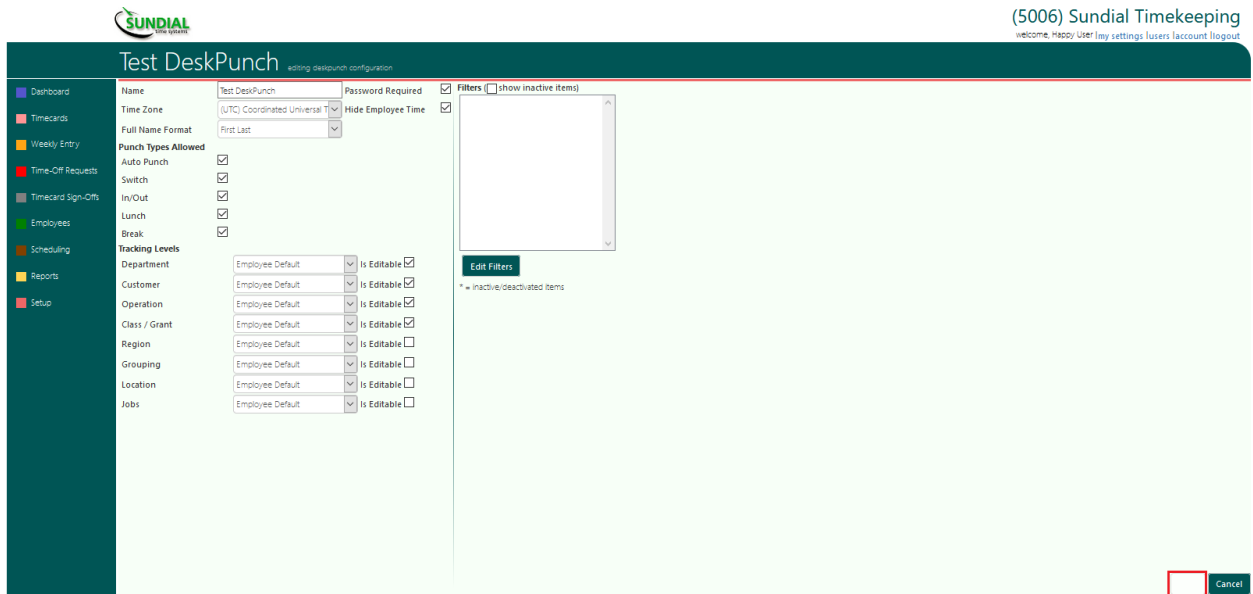 SUNDIAL
time systems
(5006) Sundial Timekeeping
welcome, Happy User |my settings |users |account |logout
Test DeskPunch editing deskpunch configuration
Dashboard
Timecards
Weekly Entry
Time-Off Requests
Timecard Sign-Offs
Employees
Scheduling
Reports
Setup
Name Test DeskPunch Password Required
Time Zone (UTC) Coordinated Universal T Hide Employee Time
Full Name Format First Last
Punch Types Allowed
Auto Punch
Switch
In/Out
Lunch
Break
Tracking Levels
Department Employee Default Is Editable
Customer Employee Default Is Editable
Operation Employee Default Is Editable
Class / Grant Employee Default Is Editable
Region Employee Default Is Editable
Grouping Employee Default Is Editable
Location Employee Default Is Editable
Jobs Employee Default Is Editable
Filters (show inactive items)
Edit Filters
* = inactive/deactivated items
Cancel